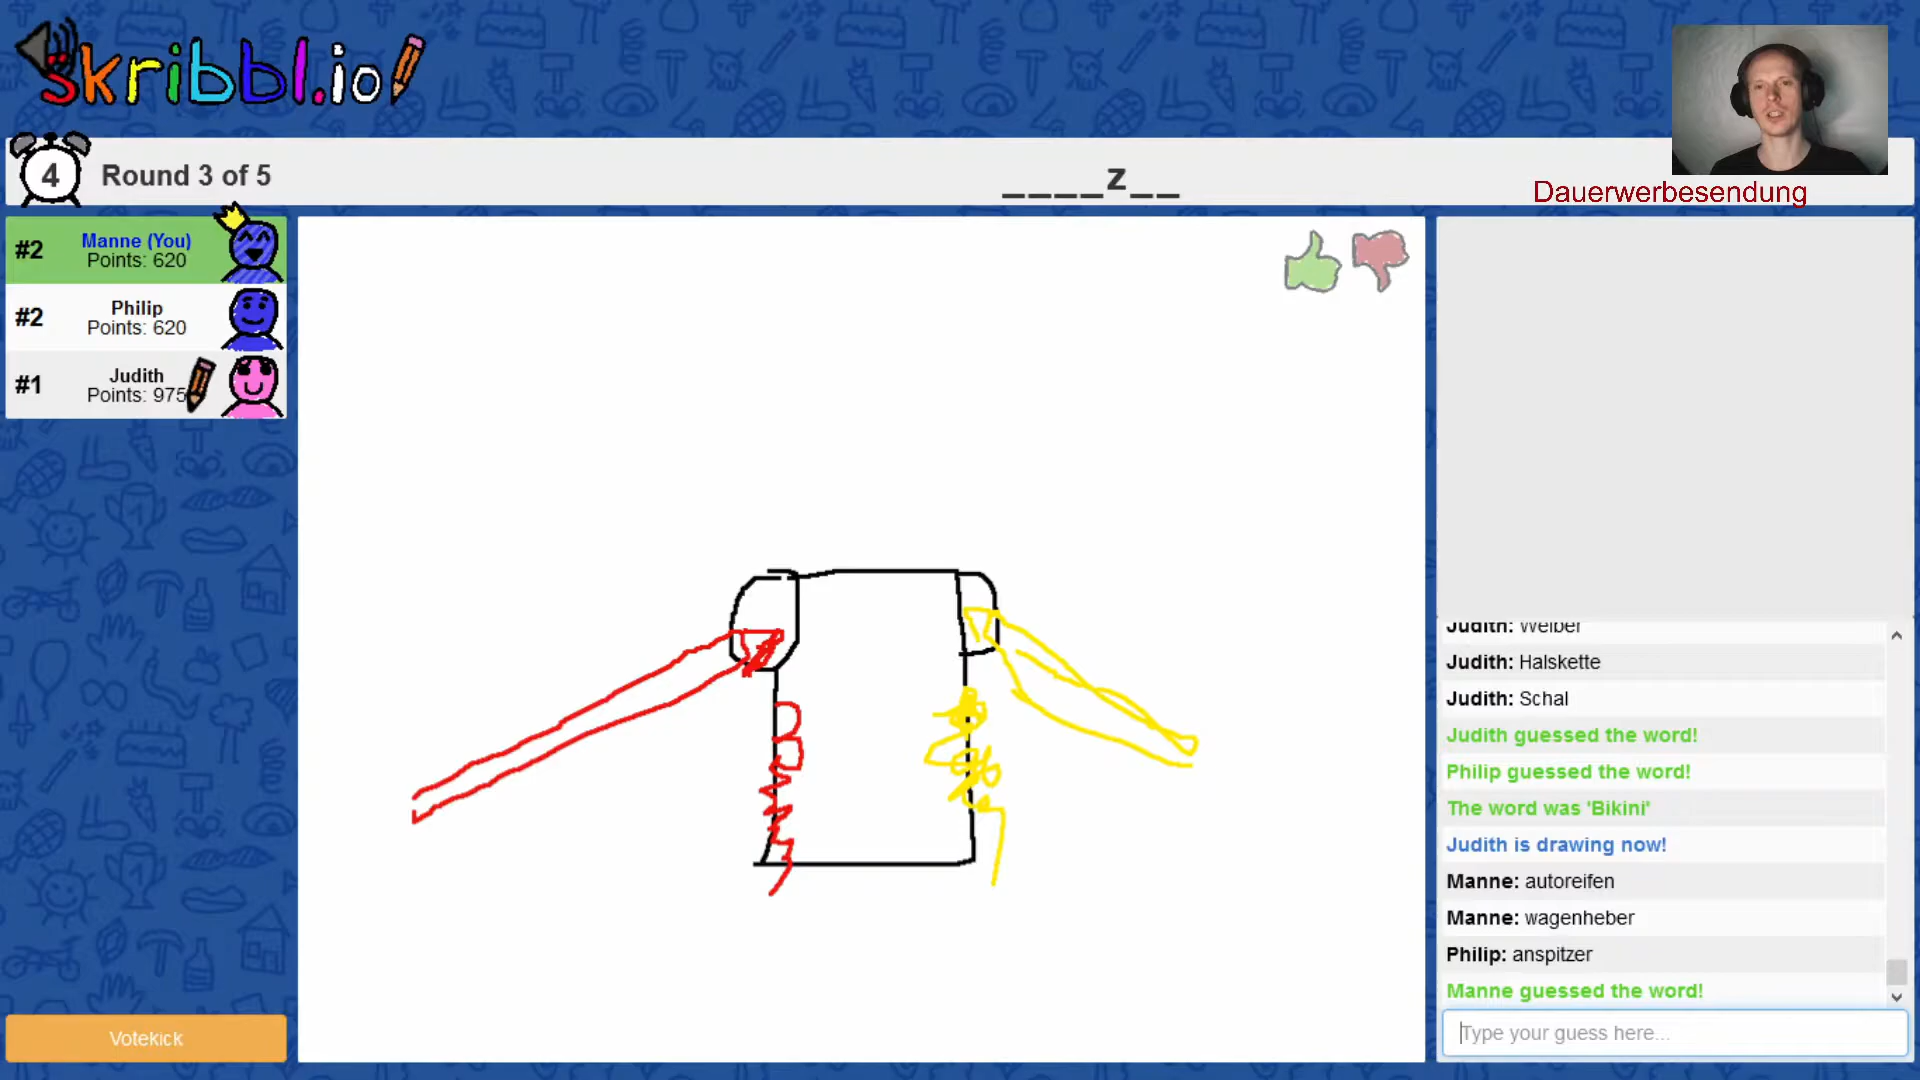 skribbl.io
4
Round 3 of 5
____z__
Dauerwerbesendung
#2
Manne (You)
Points: 620
#2
Philip
Points: 620
#1
Judith
Points: 975
Judith: Weiber
Judith: Halskette
Judith: Schal
Judith guessed the word!
Philip guessed the word!
The word was 'Bikini'
Judith is drawing now!
Manne: autoreifen
Manne: wagenheber
Philip: anspitzer
Manne guessed the word!
Type your guess here...
Votekick